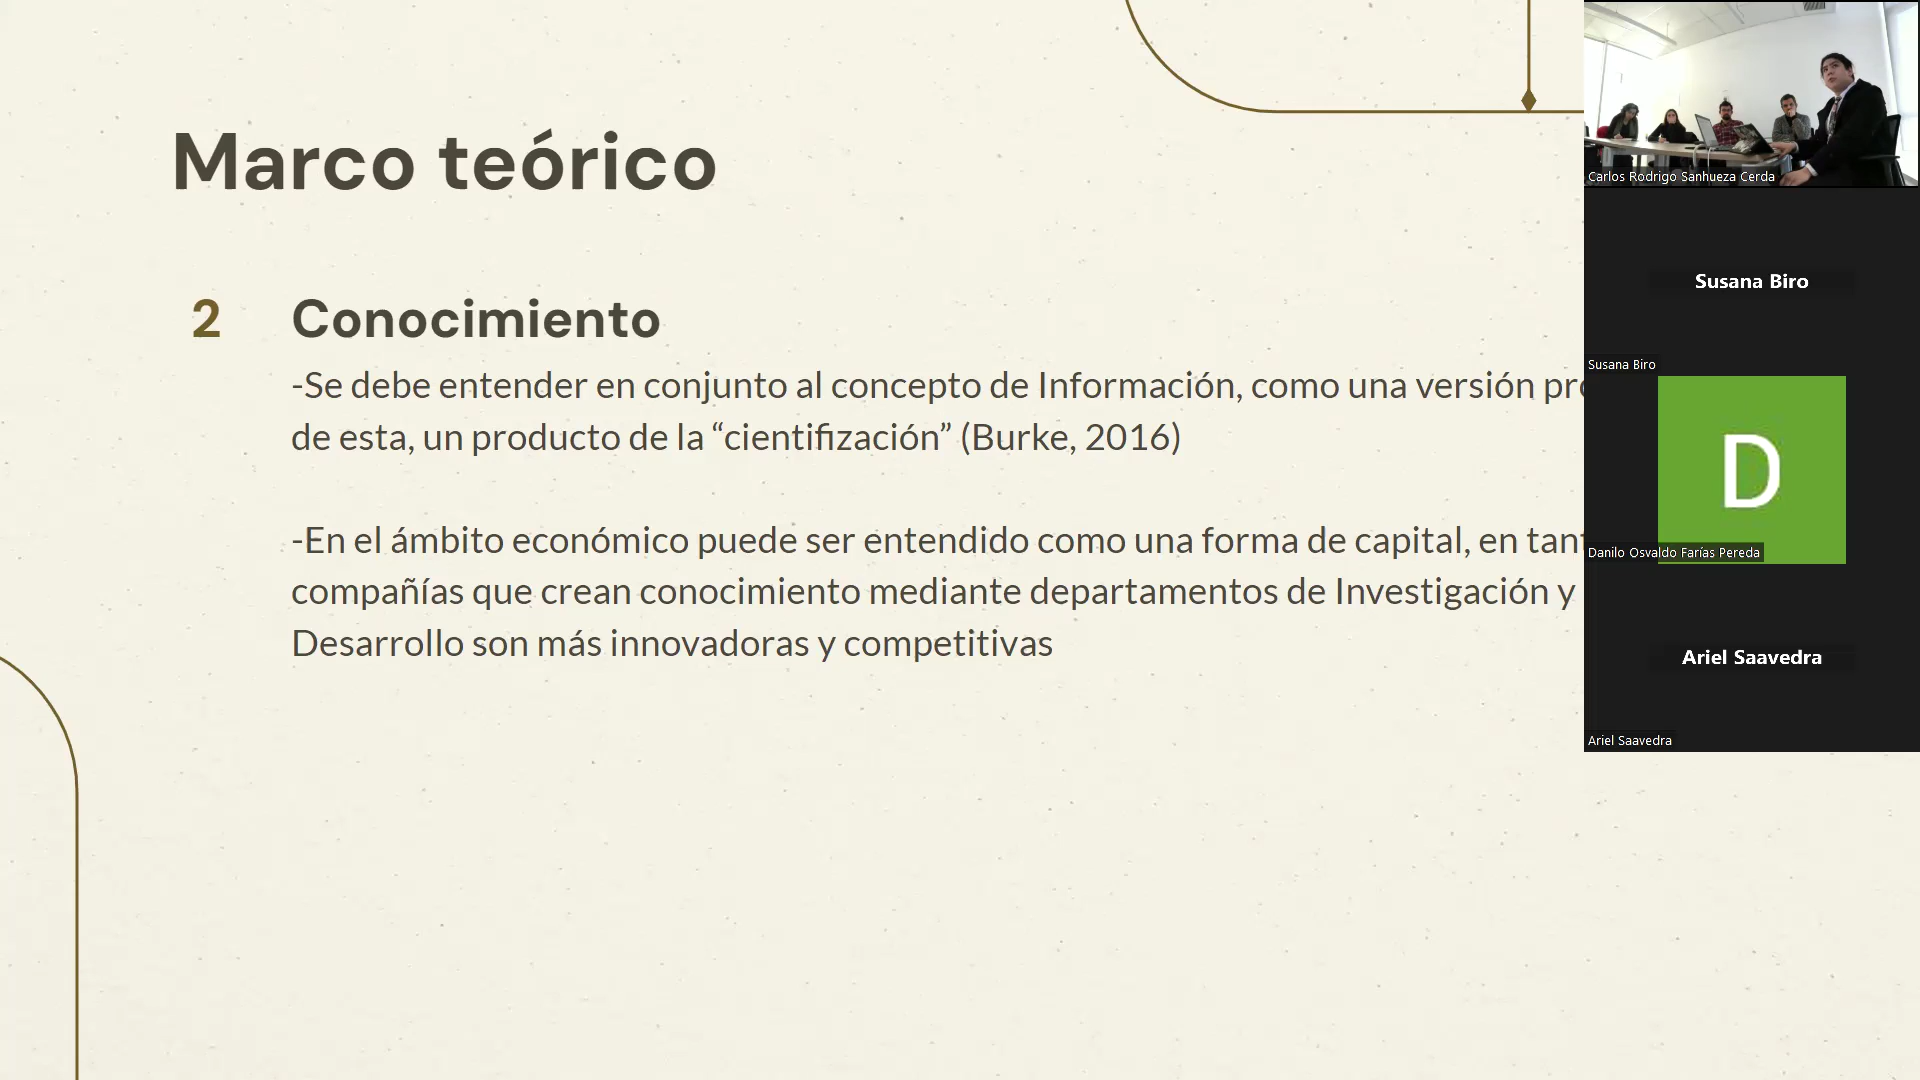 Marco teórico
2 Conocimiento
-Se debe entender en conjunto al concepto de Información, como una versión
de esta, un producto de la “cientifización” (Burke, 2016)
-En el ámbito económico puede ser entendido como una forma de capital, en
compañías que crean conocimiento mediante departamentos de Investigación y
Desarrollo son más innovadoras y competitivas
Carlos Rodrigo Sanhueza Cerda
Susana Biro
Susana Biro
D
Danilo Osvaldo Farías Pereda
Ariel Saavedra
Ariel Saavedra